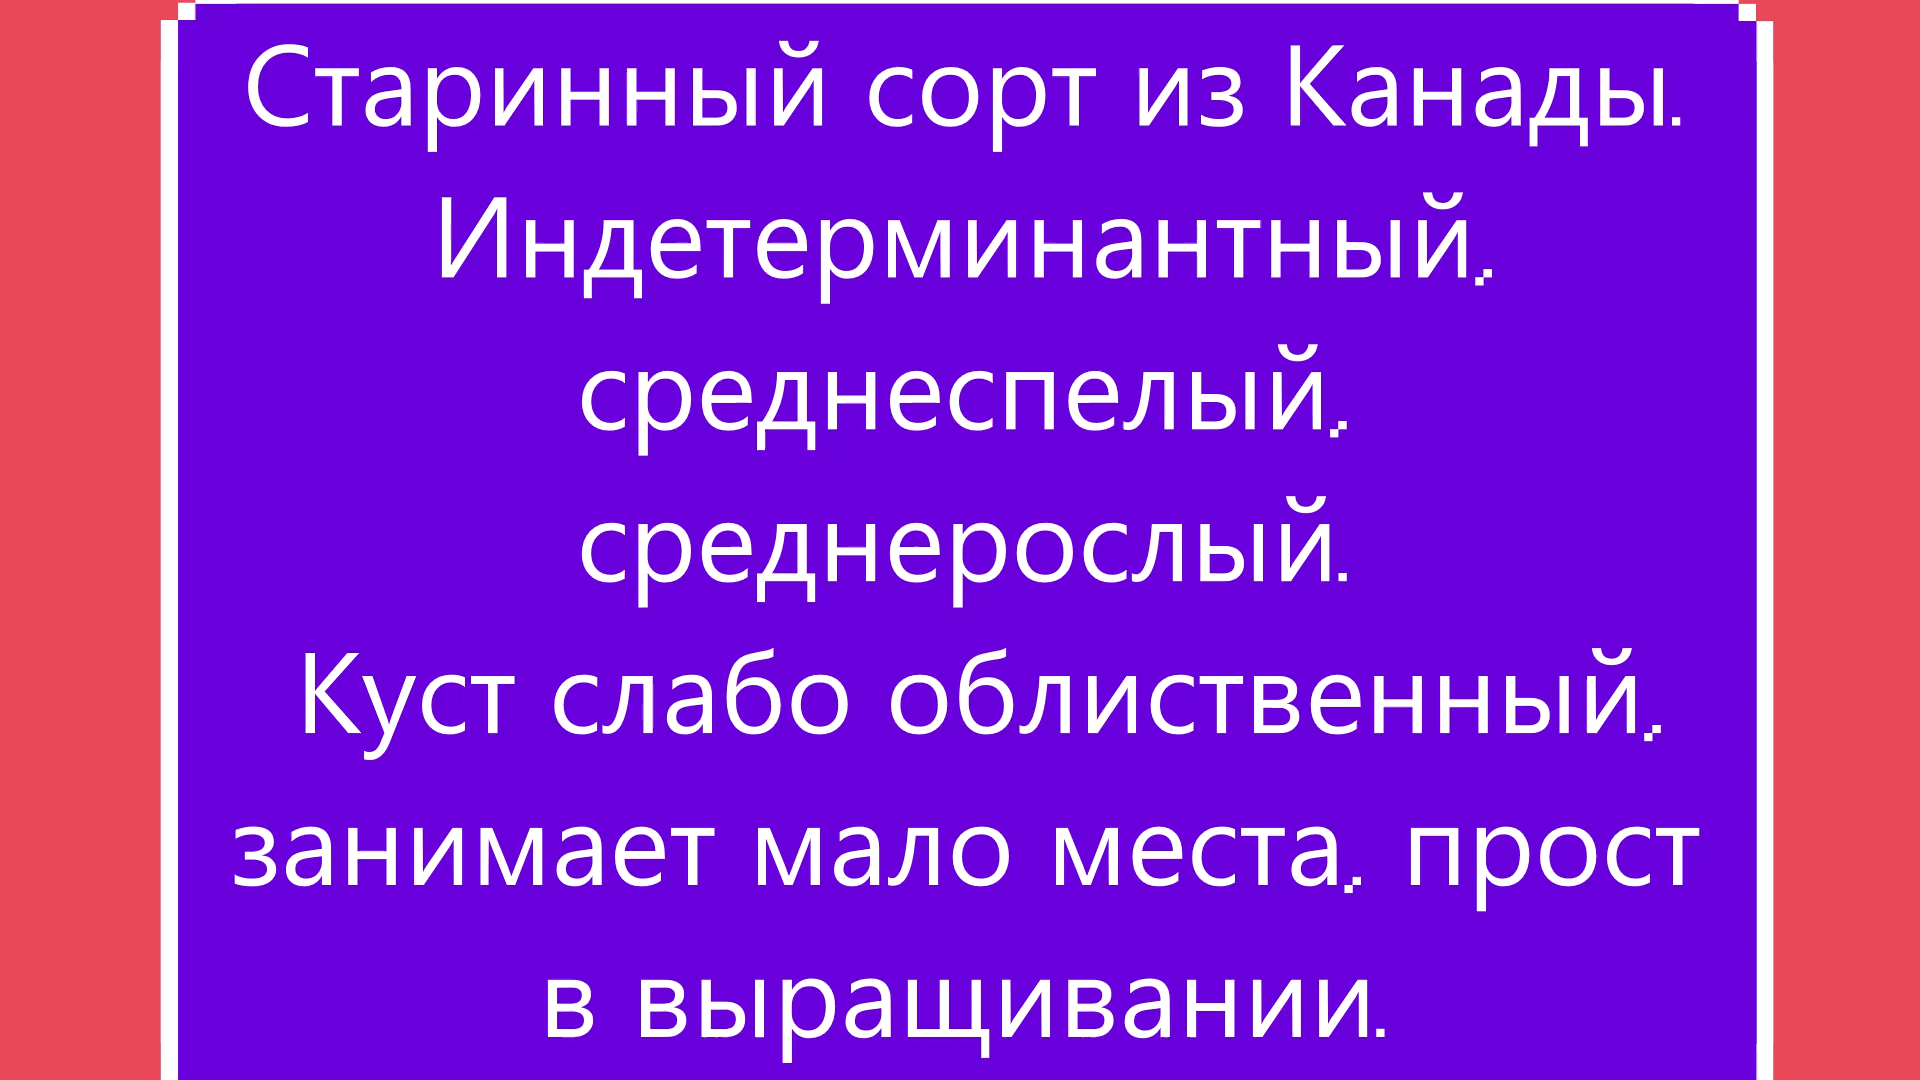 Старинный сорт из Канады.
Индетерминантный,
среднеспелый,
среднерослый.
Куст слабо облиственный,
занимает мало места, прост
в выращивании.